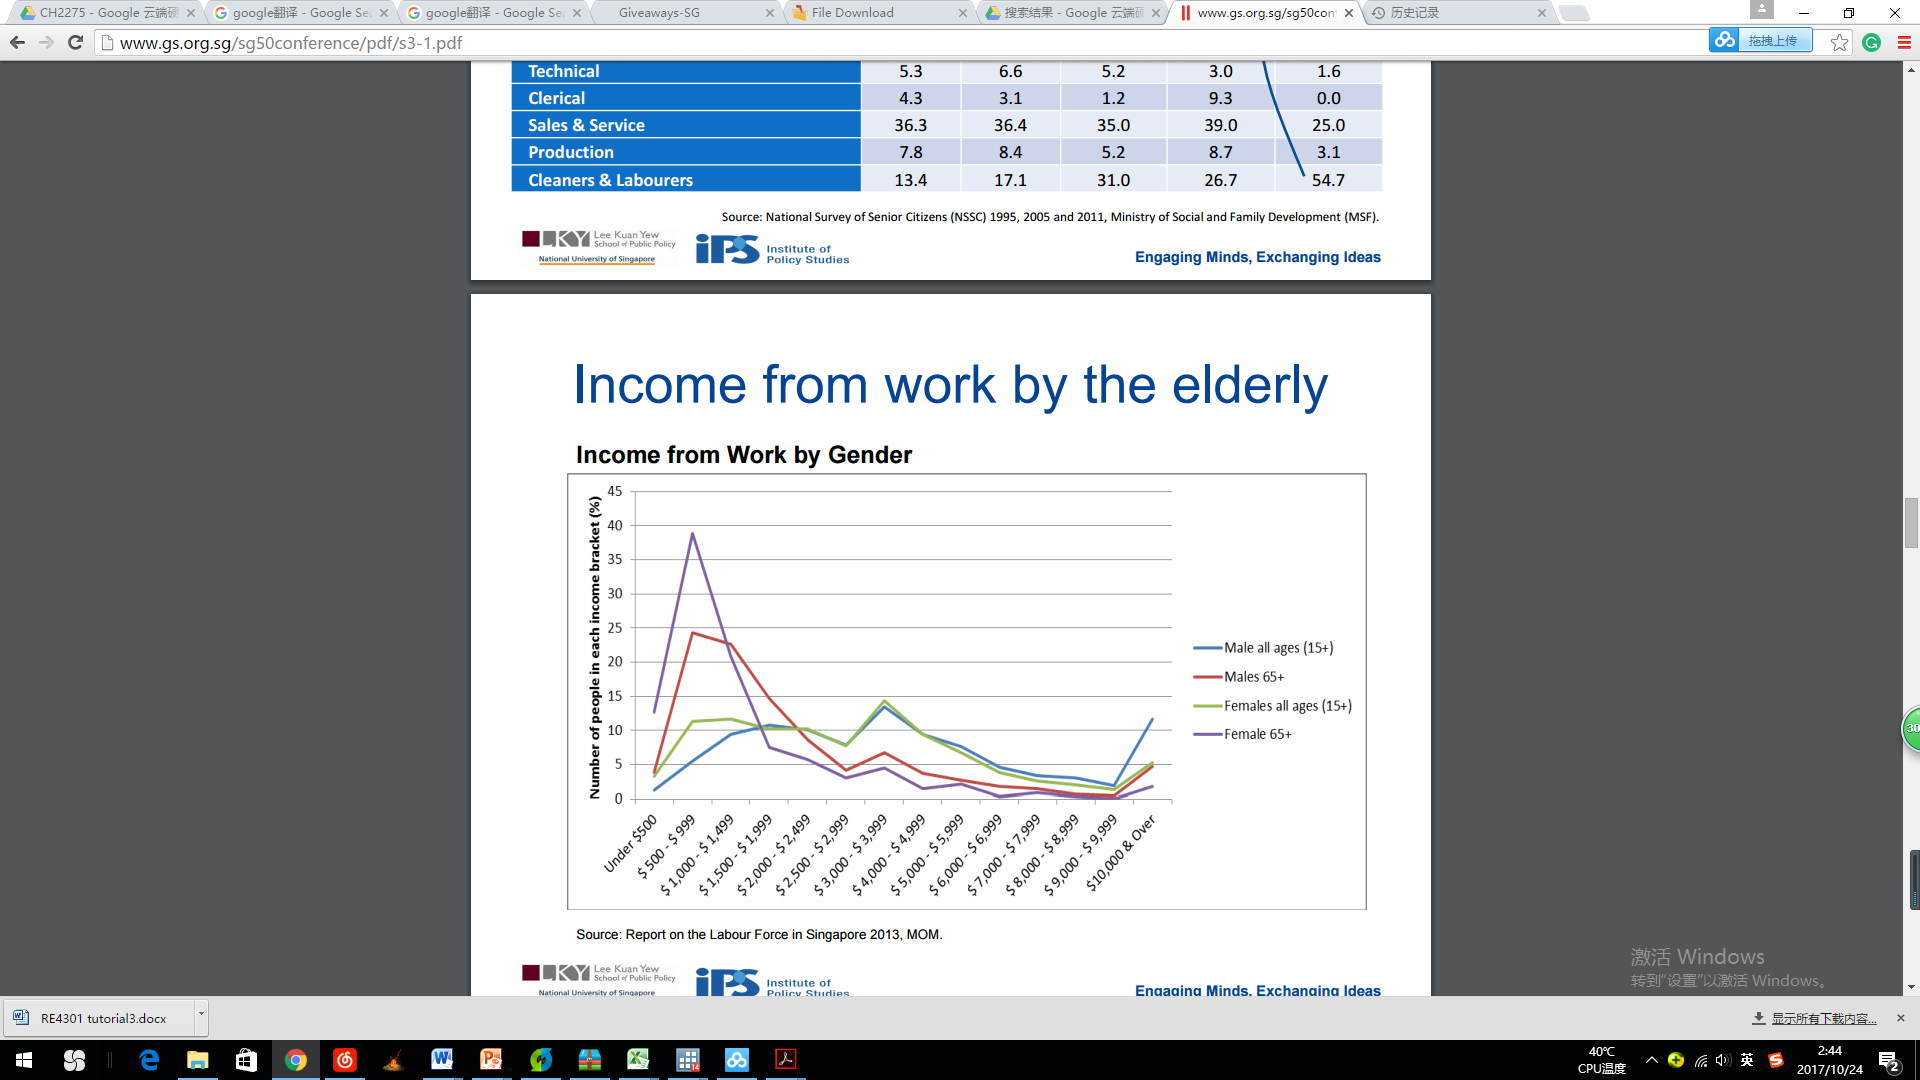 CH2275 - Google 云端硬
google翻译 - Google Sea
google翻译 - Google Sea
Giveaways-SG
File Download
搜索结果 - Google 云端硬
www.gs.org.sg/sg50conf
历史记录
www.gs.org.sg/sg50conference/pdf/s3-1.pdf
拖拽上传
Technical 5.3 6.6 5.2 3.0 1.6
Clerical 4.3 3.1 1.2 9.3 0.0
Sales & Service 36.3 36.4 35.0 39.0 25.0
Production 7.8 8.4 5.2 8.7 3.1
Cleaners & Labourers 13.4 17.1 31.0 26.7 54.7
Source: National Survey of Senior Citizens (NSSC) 1995, 2005 and 2011, Ministry of Social and Family Development (MSF).
LKY Lee Kuan Yew
School of Public Policy
National University of Singapore
iPS Institute of
Policy Studies
Engaging Minds, Exchanging Ideas
Income from work by the elderly
Income from Work by Gender
Number of people in each income bracket (%)
45
40
35
30
25
20
15
10
5
0
Under $500
$ 500 - $ 999
$ 1,000 - $ 1,499
$ 1,500 - $ 1,999
$ 2,000 - $ 2,499
$ 2,500 - $ 2,999
$ 3,000 - $ 3,999
$ 4,000 - $ 4,999
$ 5,000 - $ 5,999
$ 6,000 - $ 6,999
$ 7,000 - $ 7,999
$ 8,000 - $ 8,999
$ 9,000 - $ 9,999
$10,000 & Over
Male all ages (15+)
Males 65+
Females all ages (15+)
Female 65+
30
Source: Report on the Labour Force in Singapore 2013, MOM.
LKY Lee Kuan Yew
School of Public Policy
National University of Singapore
iPS Institute of
Policy Studies
Engaging Minds, Exchanging Ideas
激活 Windows
转到"设置"以激活 Windows。
RE4301 tutorial3.docx
显示所有下载内容...
40℃
CPU温度
英
2:44
2017/10/24
2